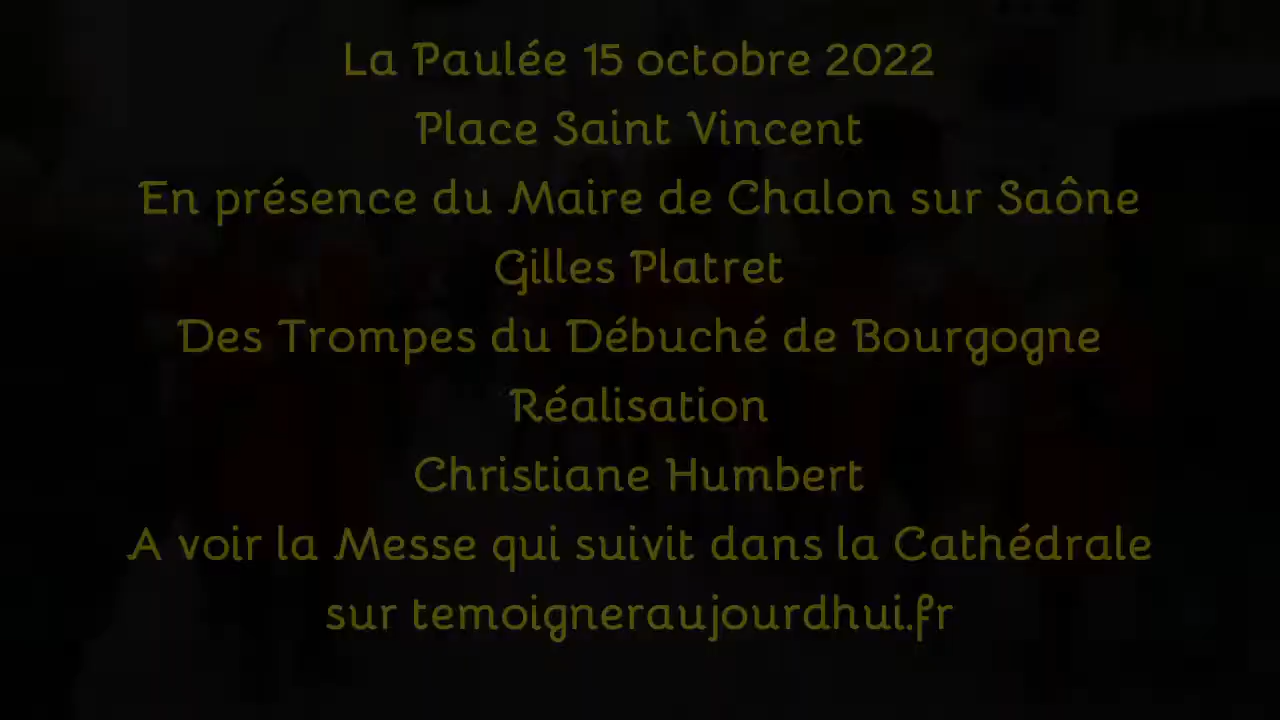 La Paulée 15 octobre 2022
Place Saint Vincent
En présence du Maire de Chalon sur Saône
Gilles Platret
Des Trompes du Débuché de Bourgogne
Réalisation
Christiane Humbert
A voir la Messe qui suivit dans la Cathédrale
sur temoigneraujourdhui.fr